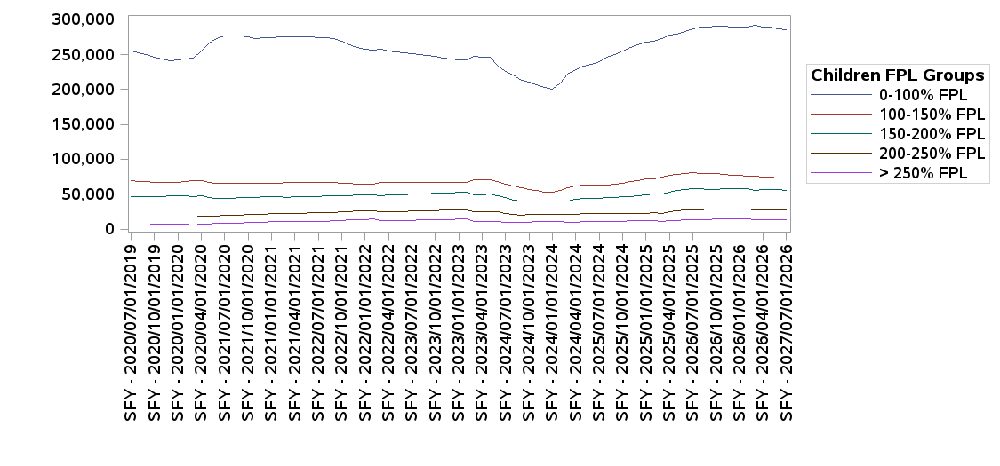 300,000
250,000
200,000
150,000
100,000
50,000
0
SFY - 2020/07/01/2019
SFY - 2020/10/01/2019
SFY - 2020/01/01/2020
SFY - 2020/04/01/2020
SFY - 2021/07/01/2020
SFY - 2021/10/01/2020
SFY - 2021/01/01/2021
SFY - 2021/04/01/2021
SFY - 2022/07/01/2021
SFY - 2022/10/01/2021
SFY - 2022/01/01/2022
SFY - 2022/04/01/2022
SFY - 2023/07/01/2022
SFY - 2023/10/01/2022
SFY - 2023/01/01/2023
SFY - 2023/04/01/2023
SFY - 2024/07/01/2023
SFY - 2024/10/01/2023
SFY - 2024/01/01/2024
SFY - 2024/04/01/2024
SFY - 2025/07/01/2024
SFY - 2025/10/01/2024
SFY - 2025/01/01/2025
SFY - 2025/04/01/2025
SFY - 2026/07/01/2025
SFY - 2026/10/01/2025
SFY - 2026/01/01/2026
SFY - 2026/04/01/2026
SFY - 2027/07/01/2026
Children FPL Groups
0-100% FPL
100-150% FPL
150-200% FPL
200-250% FPL
> 250% FPL